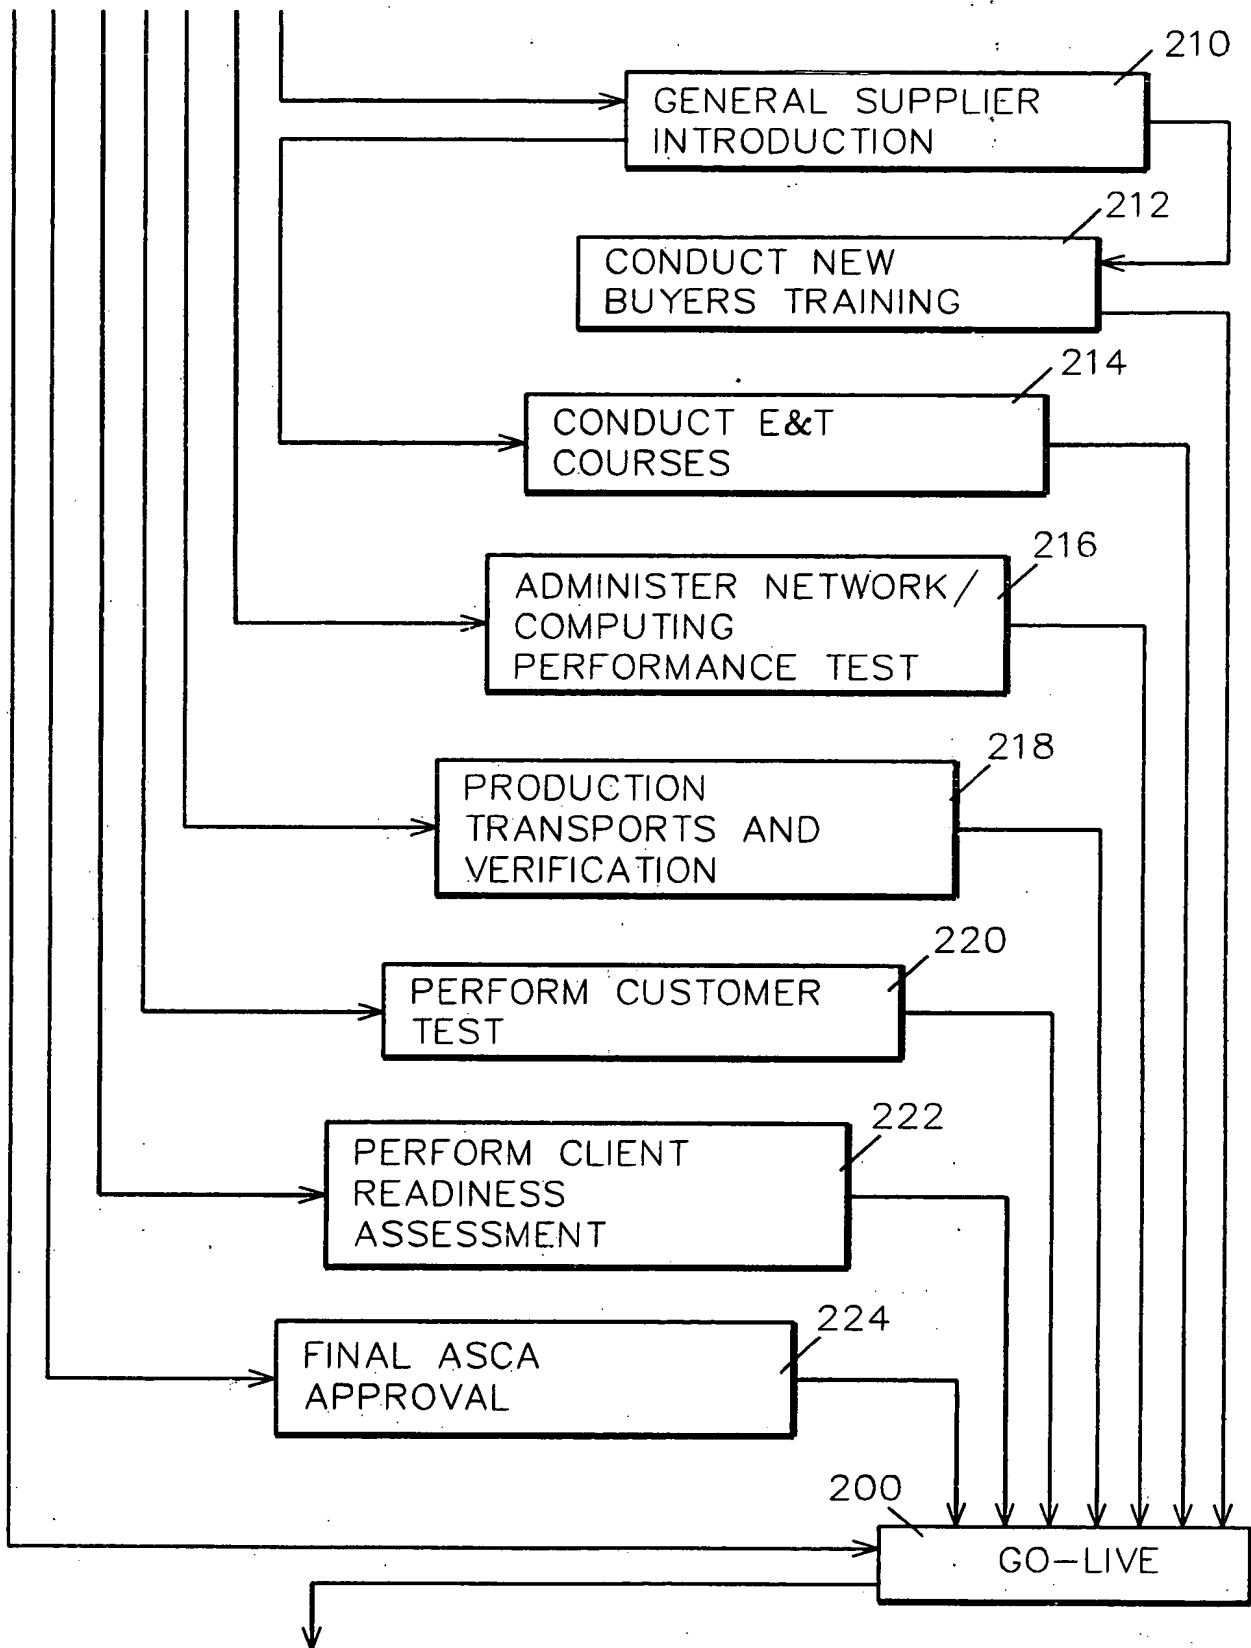 210
GENERAL SUPPLIER
INTRODUCTION
212
CONDUCT NEW
BUYERS TRAINING
214
CONDUCT E&T
COURSES
216
ADMINISTER NETWORK/
COMPUTING
PERFORMANCE TEST
218
PRODUCTION
TRANSPORTS AND
VERIFICATION
220
PERFORM CUSTOMER
TEST
222
PERFORM CLIENT
READINESS
ASSESSMENT
224
FINAL ASCA
APPROVAL
200
GO-LIVE